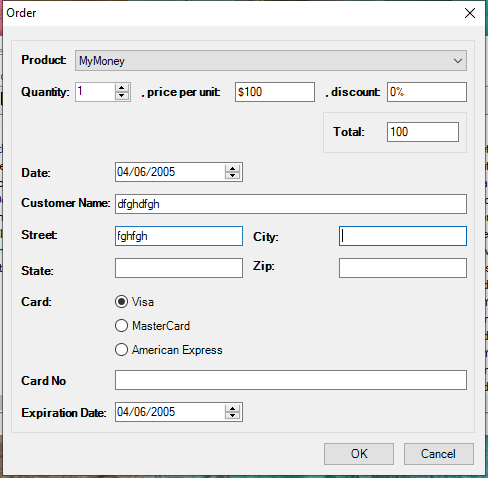 Order
Product: MyMoney
Quantity: 1 , price per unit: $100 , discount: 0%
Total: 100
Date: 04/06/2005
Customer Name: dfghdfgh
Street: fghfgh City:
State: Zip:
Card: Visa
MasterCard
American Express
Card No
Expiration Date: 04/06/2005
OK Cancel